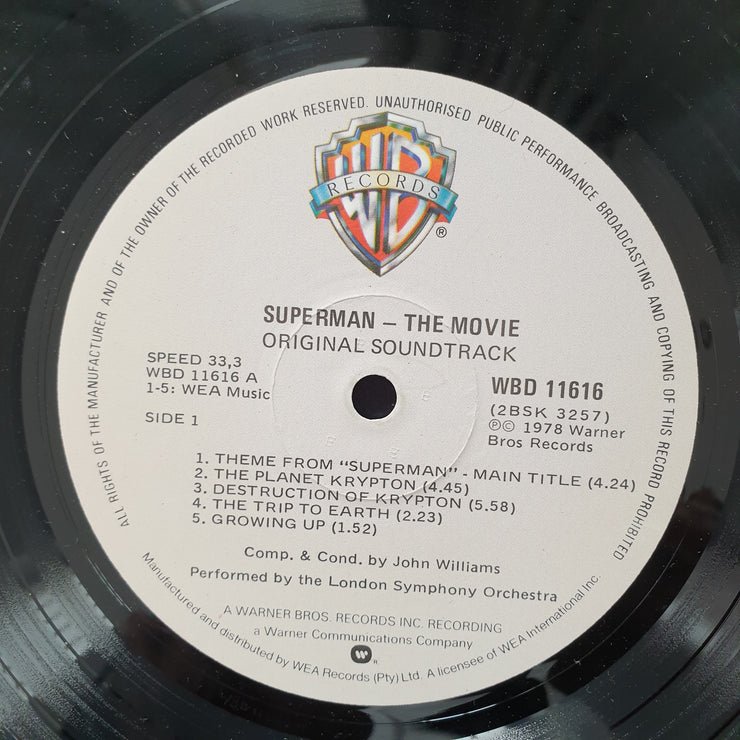 ALL RIGHTS OF THE MANUFACTURER AND OF THE OWNER OF THE RECORDED WORK RESERVED. UNAUTHORISED PUBLIC PERFORMANCE BROADCASTING AND COPYING OF THIS RECORD PROHIBITED
WB
RECORDS
®
SUPERMAN – THE MOVIE
ORIGINAL SOUNDTRACK
SPEED 33,3
WBD 11616 A
1-5: WEA Music
SIDE 1
WBD 11616
(2BSK 3257)
℗© 1978 Warner
Bros Records
1. THEME FROM "SUPERMAN" - MAIN TITLE (4.24)
2. THE PLANET KRYPTON (4.45)
3. DESTRUCTION OF KRYPTON (5.58)
4. THE TRIP TO EARTH (2.23)
5. GROWING UP (1.52)
Comp. & Cond. by John Williams
Performed by the London Symphony Orchestra
A WARNER BROS. RECORDS INC. RECORDING
a Warner Communications Company
Manufactured and distributed by WEA Records (Pty) Ltd. A licensee of WEA International Inc.